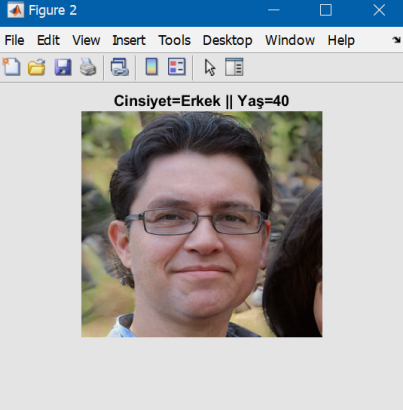 Figure 2
File Edit View Insert Tools Desktop Window Help
Cinsiyet=Erkek || Yaş=40